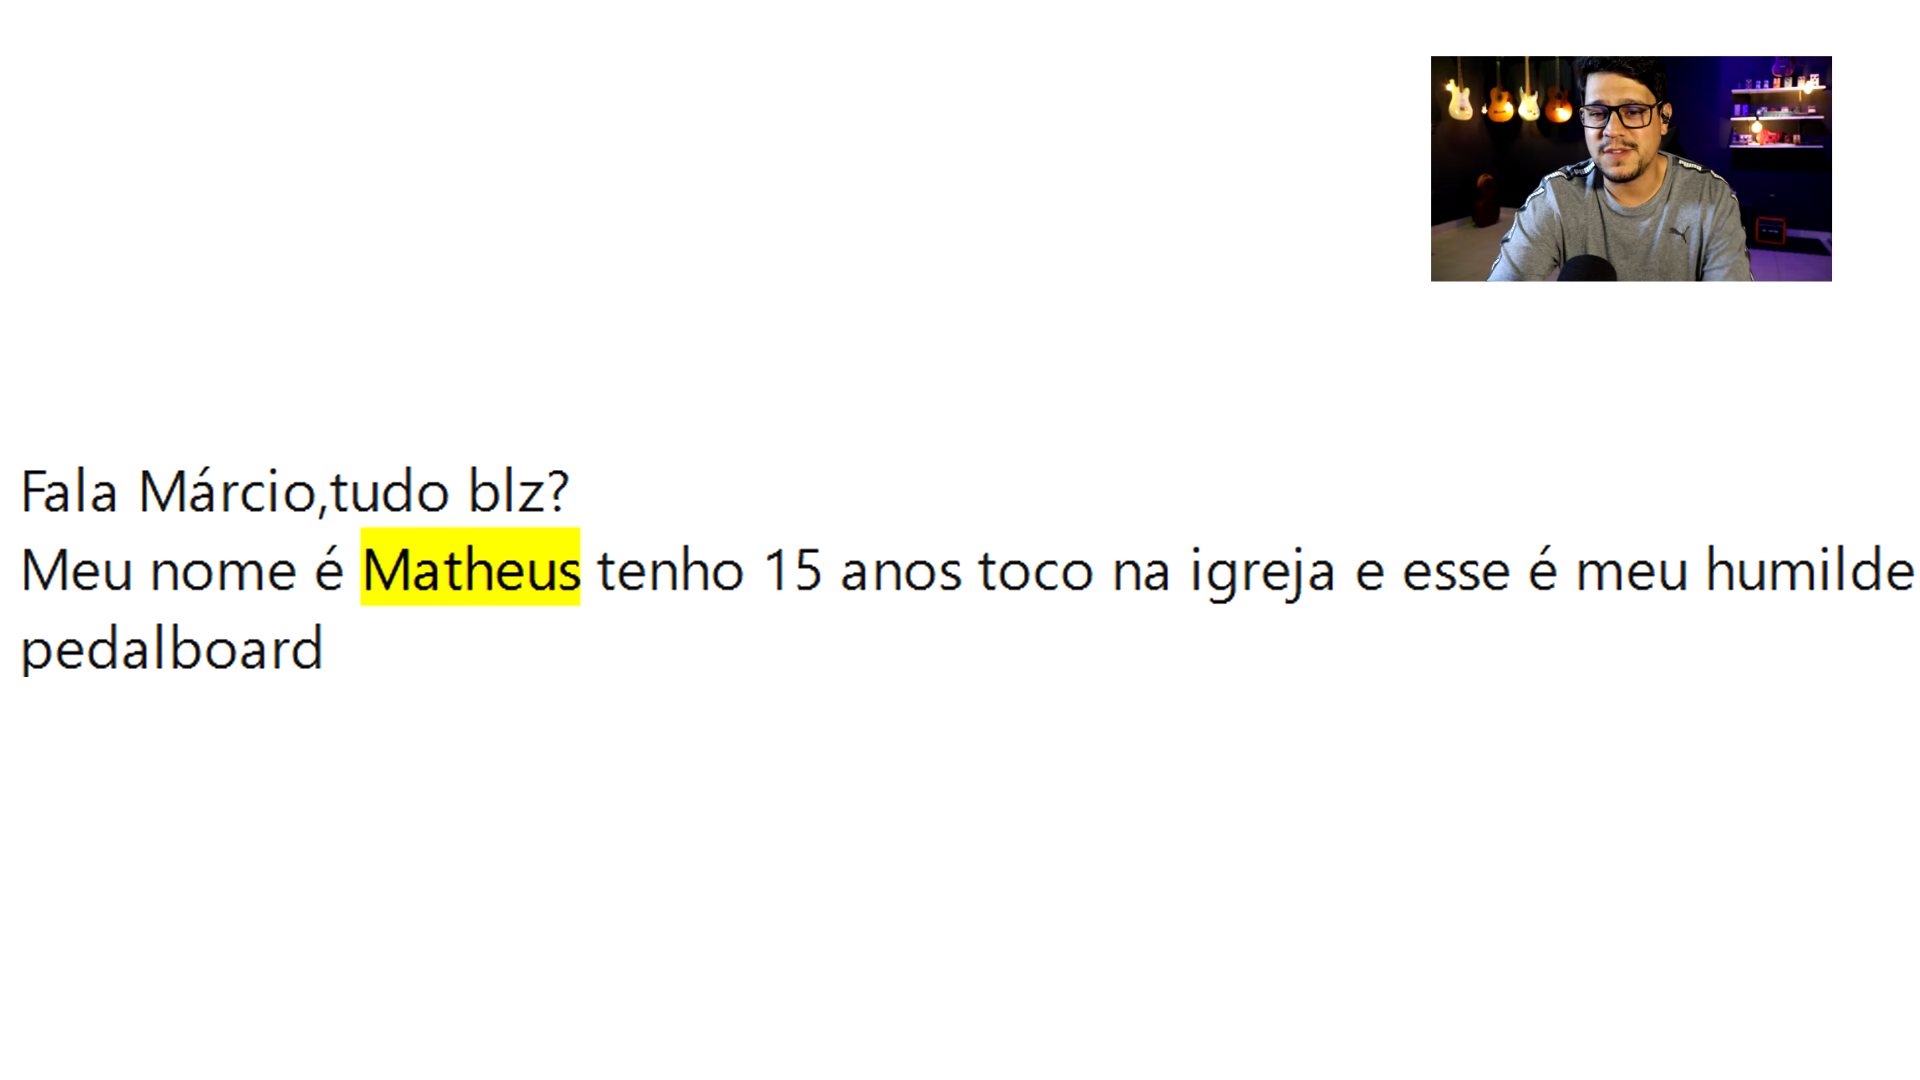 Fala Márcio,tudo blz?
Meu nome é Matheus tenho 15 anos toco na igreja e esse é meu humilde
pedalboard